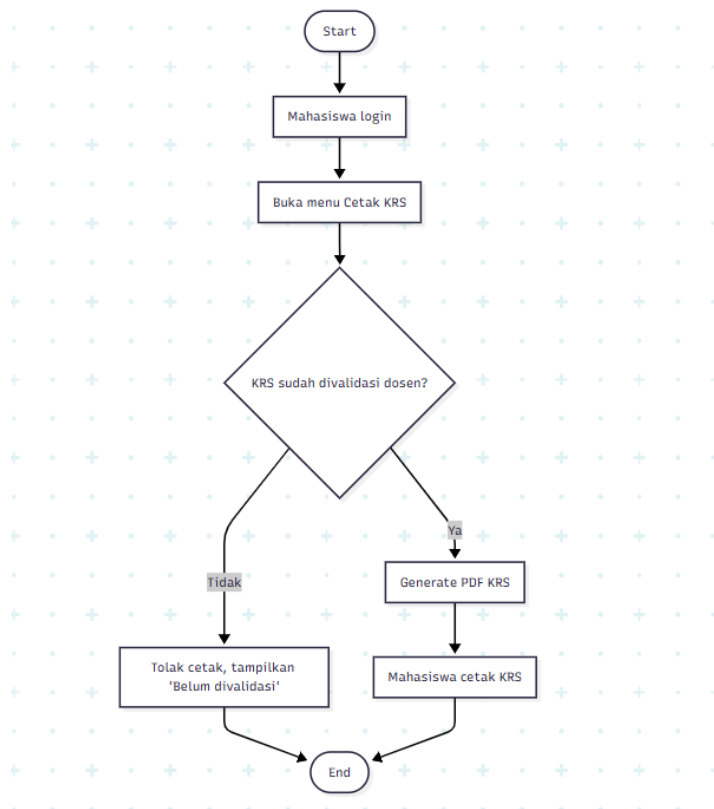 Start
Mahasiswa login
Buka menu Cetak KRS
KRS sudah divalidasi dosen?
Ya
Tidak
Generate PDF KRS
Tolak cetak, tampilkan
'Belum divalidasi'
Mahasiswa cetak KRS
End